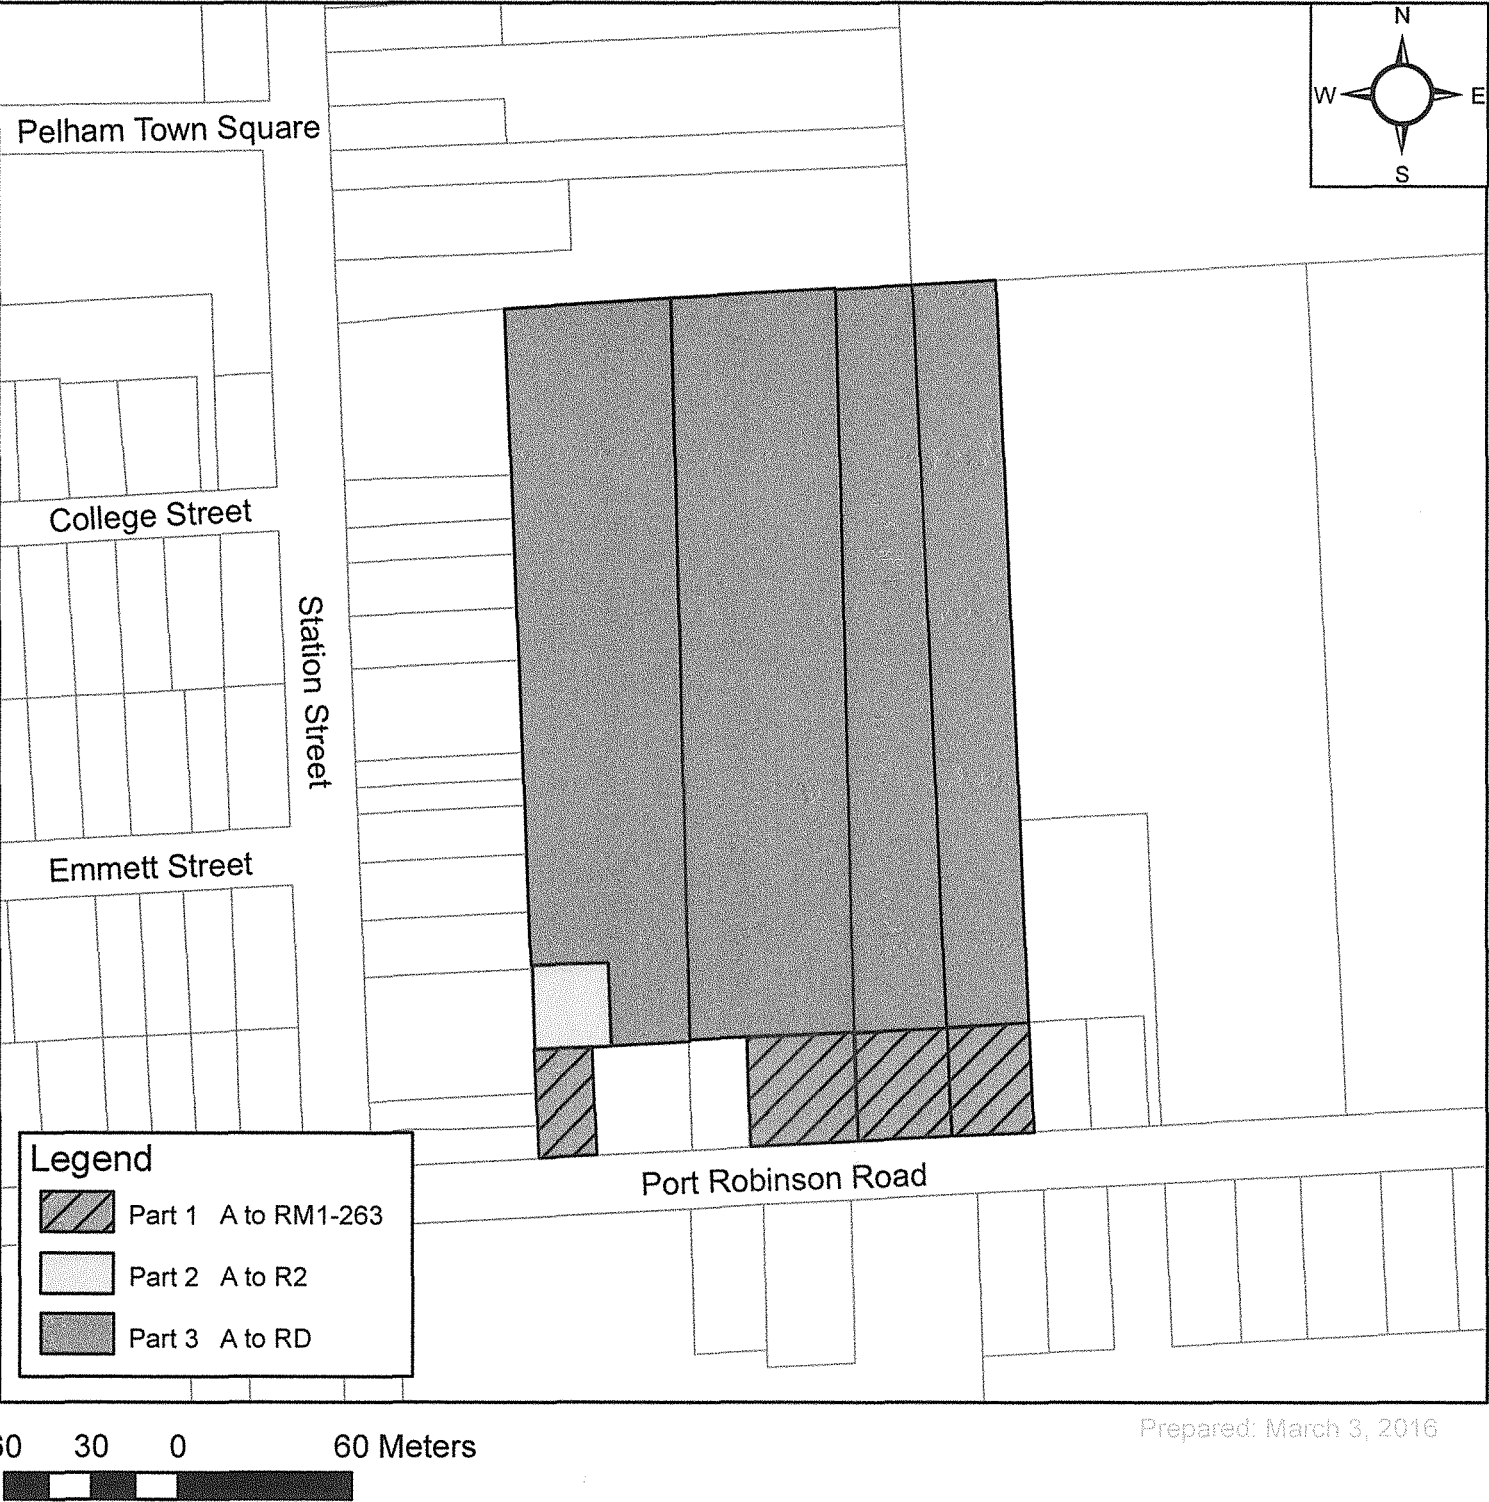 N
W E
S
Pelham Town Square
College Street
Station Street
Emmett Street
Port Robinson Road
Legend
Part 1 A to RM1-263
Part 2 A to R2
Part 3 A to RD
30 0 60 Meters
Prepared: March 3, 2016